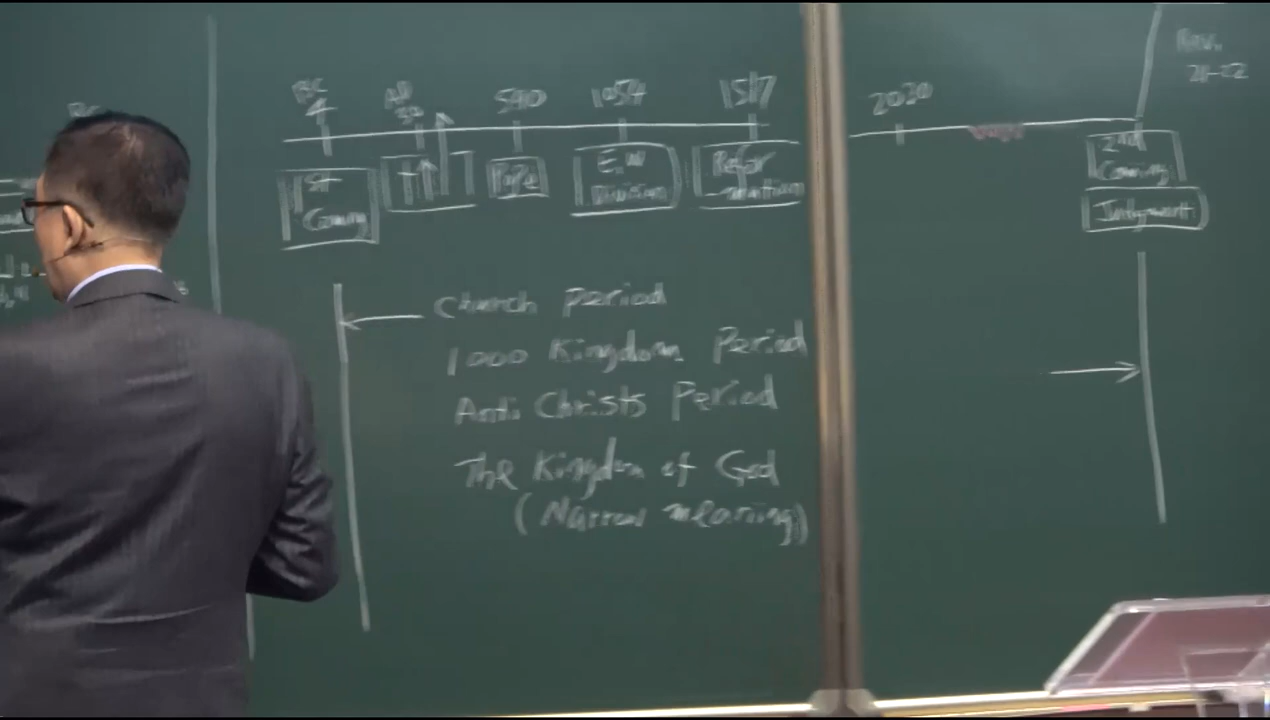 BC
4
AD
30
590
1054
1517
2030
Rev.
21-22
1st
Coming
Pope
E.W
Division
Refor
mation
2nd
Coming
Judgment
Church Period
1000 Kingdom Period
Anti Christs Period
The Kingdom of God
(Narrow meaning)